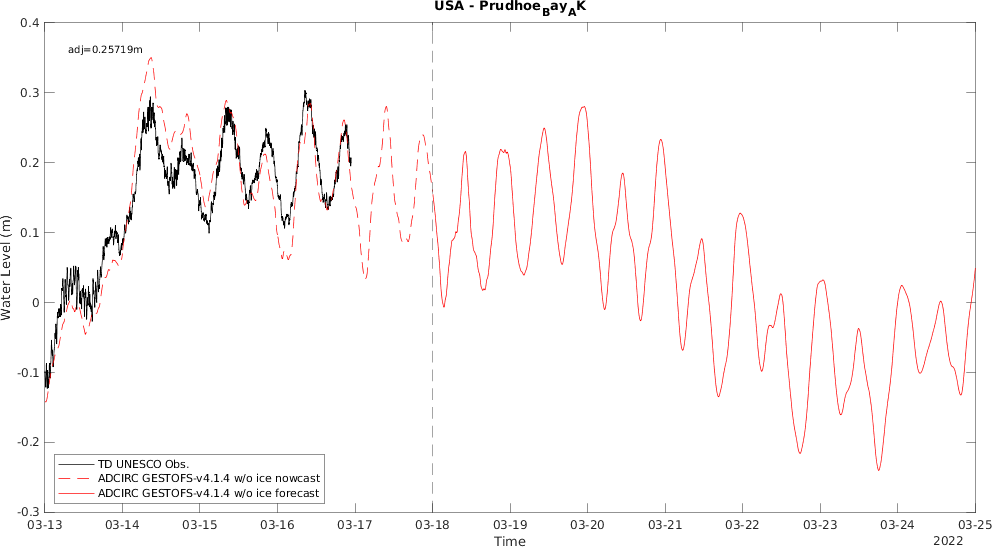 USA - PrudhoeBayAK
adj=0.25719m
0.4
0.3
0.2
0.1
0
-0.1
-0.2
-0.3
Water Level (m)
TD UNESCO Obs.
ADCIRC GESTOFS-v4.1.4 w/o ice nowcast
ADCIRC GESTOFS-v4.1.4 w/o ice forecast
03-13 03-14 03-15 03-16 03-17 03-18 03-19 03-20 03-21 03-22 03-23 03-24 03-25
Time
2022